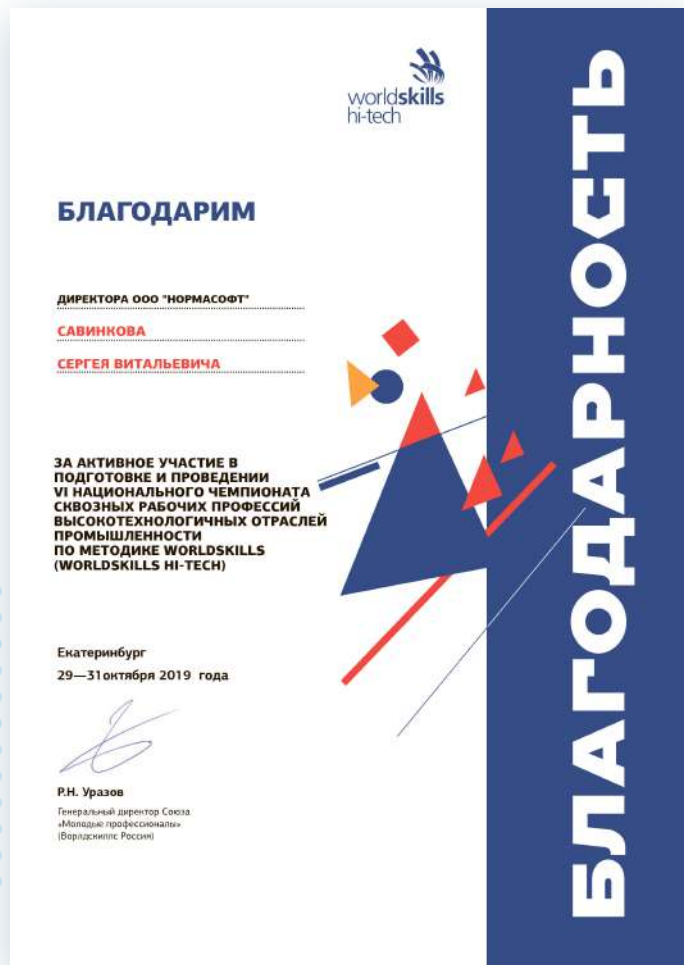 worldskills
hi-tech
БЛАГОДАРИМ
ДИРЕКТОРА ООО "НОРМАСОФТ"
САВИНКОВА
СЕРГЕЯ ВИТАЛЬЕВИЧА
ЗА АКТИВНОЕ УЧАСТИЕ В
ПОДГОТОВКЕ И ПРОВЕДЕНИИ
VI НАЦИОНАЛЬНОГО ЧЕМПИОНАТА
СКВОЗНЫХ РАБОЧИХ ПРОФЕССИЙ
ВЫСОКОТЕХНОЛОГИЧНЫХ ОТРАСЛЕЙ
ПРОМЫШЛЕННОСТИ
ПО МЕТОДИКЕ WORLDSKILLS
(WORLDSKILLS HI-TECH)
Екатеринбург
29—31октября 2019 года
Р.Н. Уразов
Генеральный директор Союза
«Молодые профессионалы»
(Ворлдскиллс Россия)
БЛАГОДАРНОСТЬ